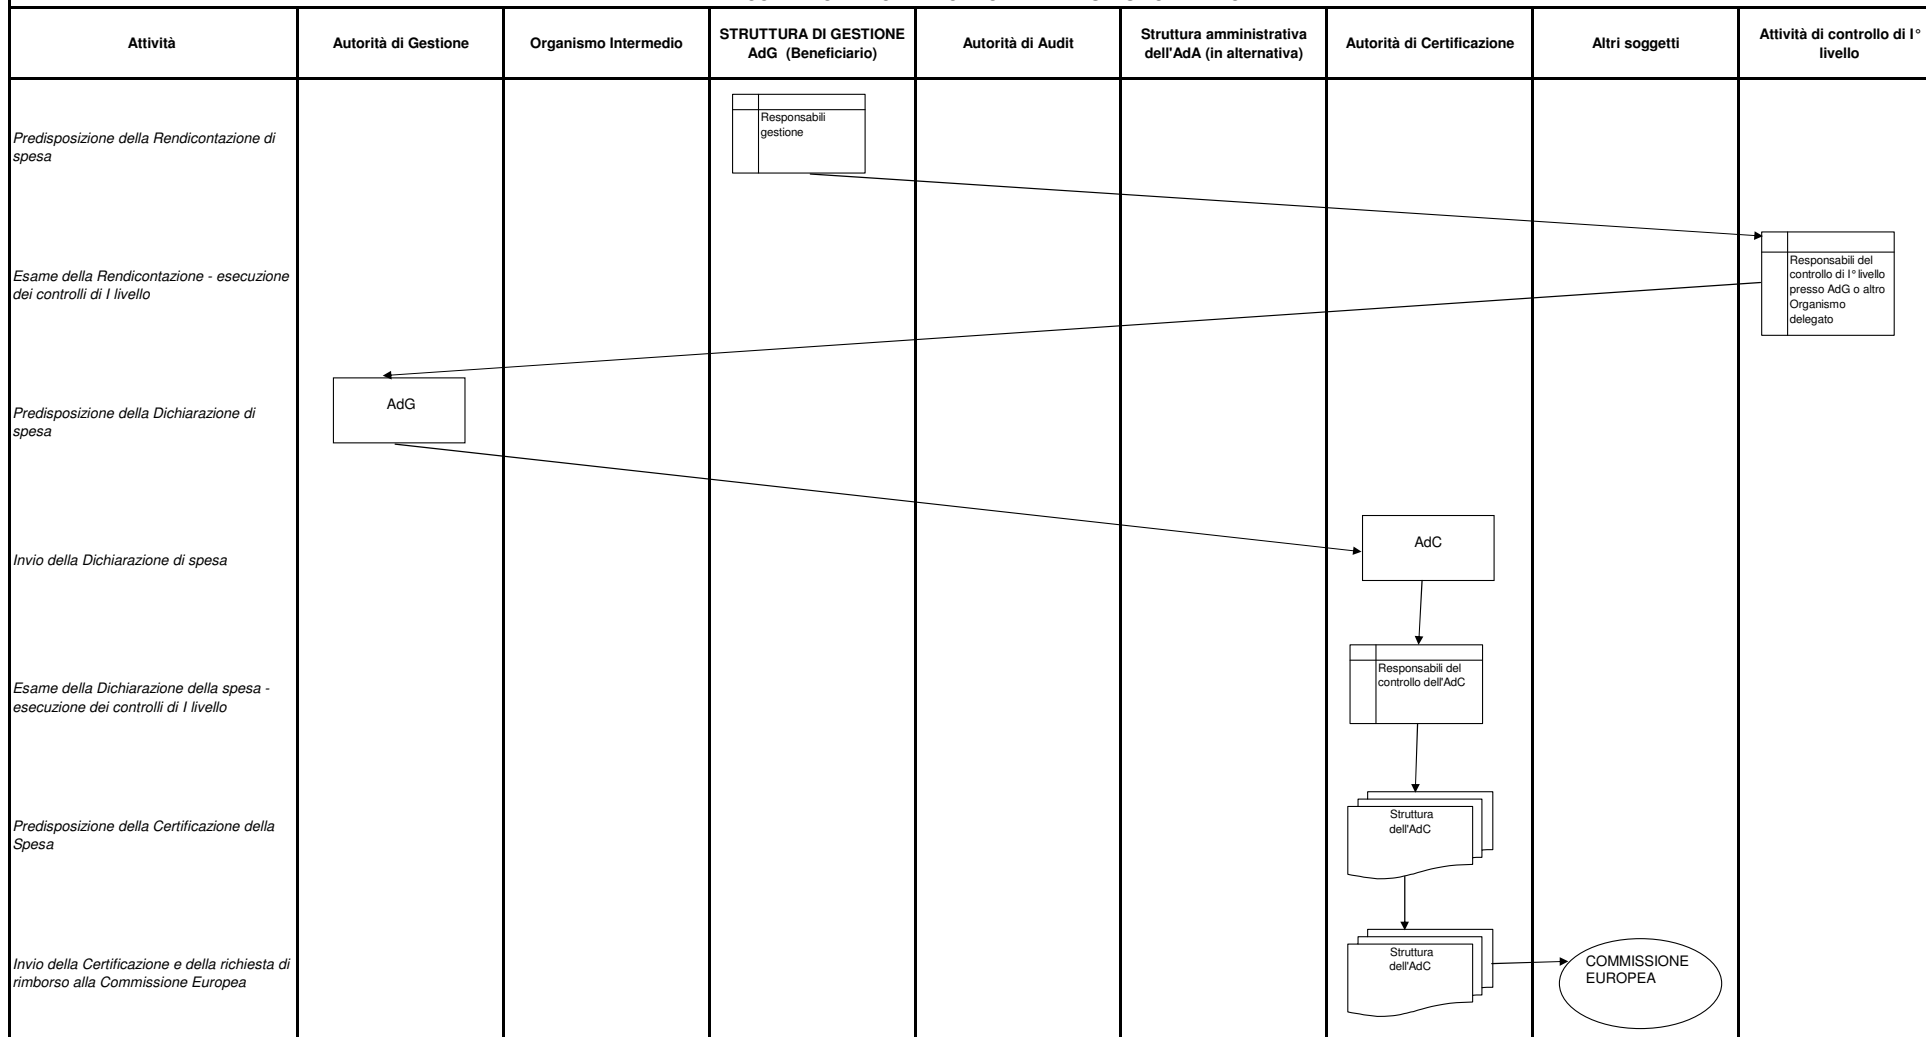 Attività
Autorità di Gestione
Organismo Intermedio
STRUTTURA DI GESTIONE
AdG (Beneficiario)
Autorità di Audit
Struttura amministrativa
dell'AdA (in alternativa)
Autorità di Certificazione
Altri soggetti
Attività di controllo di I°
livello
Predisposizione della Rendicontazione di
spesa
Responsabili
gestione
Esame della Rendicontazione - esecuzione
dei controlli di I livello
Responsabili del
controllo di I° livello
presso AdG o altro
Organismo
delegato
Predisposizione della Dichiarazione di
spesa
AdG
Invio della Dichiarazione di spesa
AdC
Esame della Dichiarazione della spesa -
esecuzione dei controlli di I livello
Responsabili del
controllo dell'AdC
Predisposizione della Certificazione della
Spesa
Struttura
dell'AdC
Invio della Certificazione e della richiesta di
rimborso alla Commissione Europea
Struttura
dell'AdC
COMMISSIONE
EUROPEA